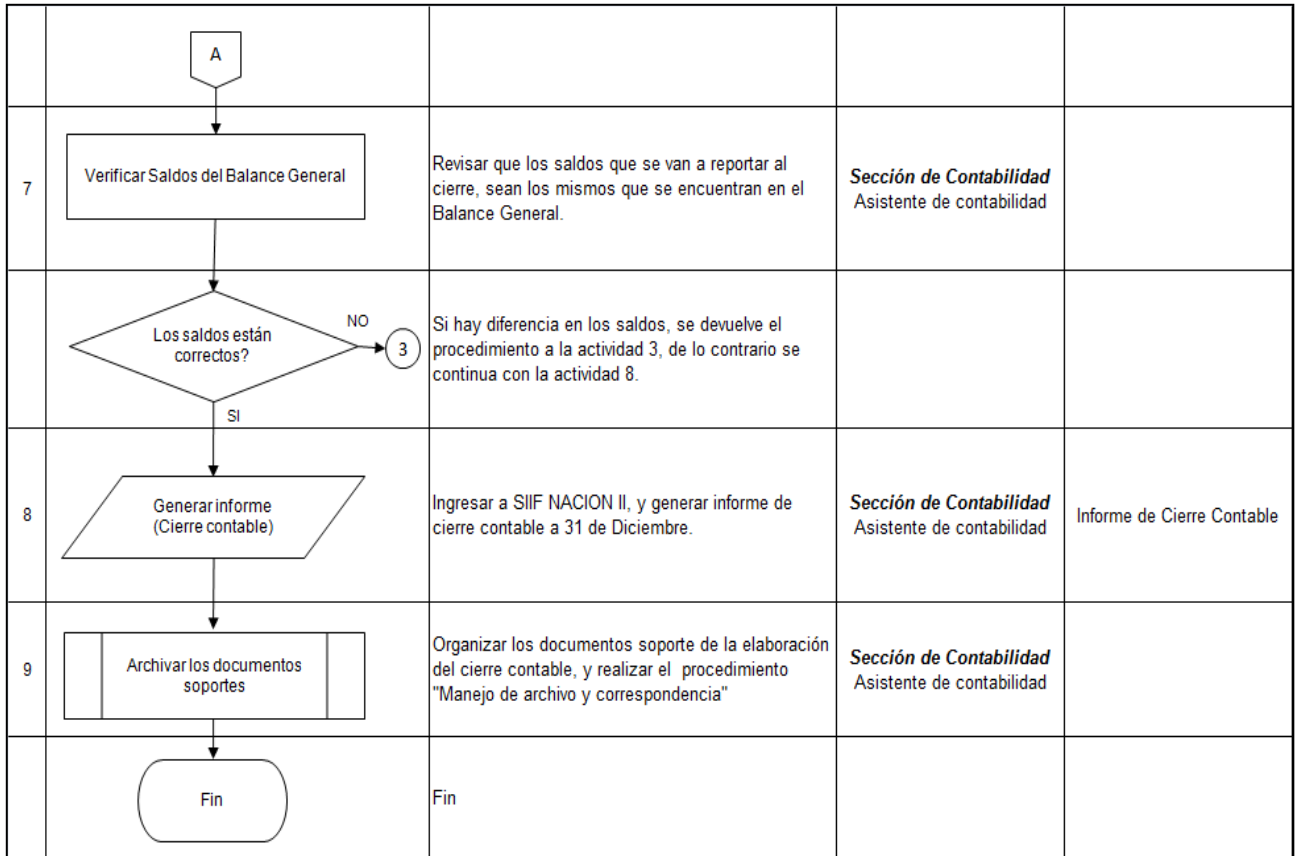 A
7
Verificar Saldos del Balance General
Revisar que los saldos que se van a reportar al
cierre, sean los mismos que se encuentran en el
Balance General.
Sección de Contabilidad
Asistente de contabilidad
Los saldos están
correctos?
NO
3
SI
Si hay diferencia en los saldos, se devuelve el
procedimiento a la actividad 3, de lo contrario se
continua con la actividad 8.
8
Generar informe
(Cierre contable)
Ingresar a SIIF NACION II, y generar informe de
cierre contable a 31 de Diciembre.
Sección de Contabilidad
Asistente de contabilidad
Informe de Cierre Contable
9
Archivar los documentos
soportes
Organizar los documentos soporte de la elaboración
del cierre contable, y realizar el procedimiento
"Manejo de archivo y correspondencia"
Sección de Contabilidad
Asistente de contabilidad
Fin
Fin